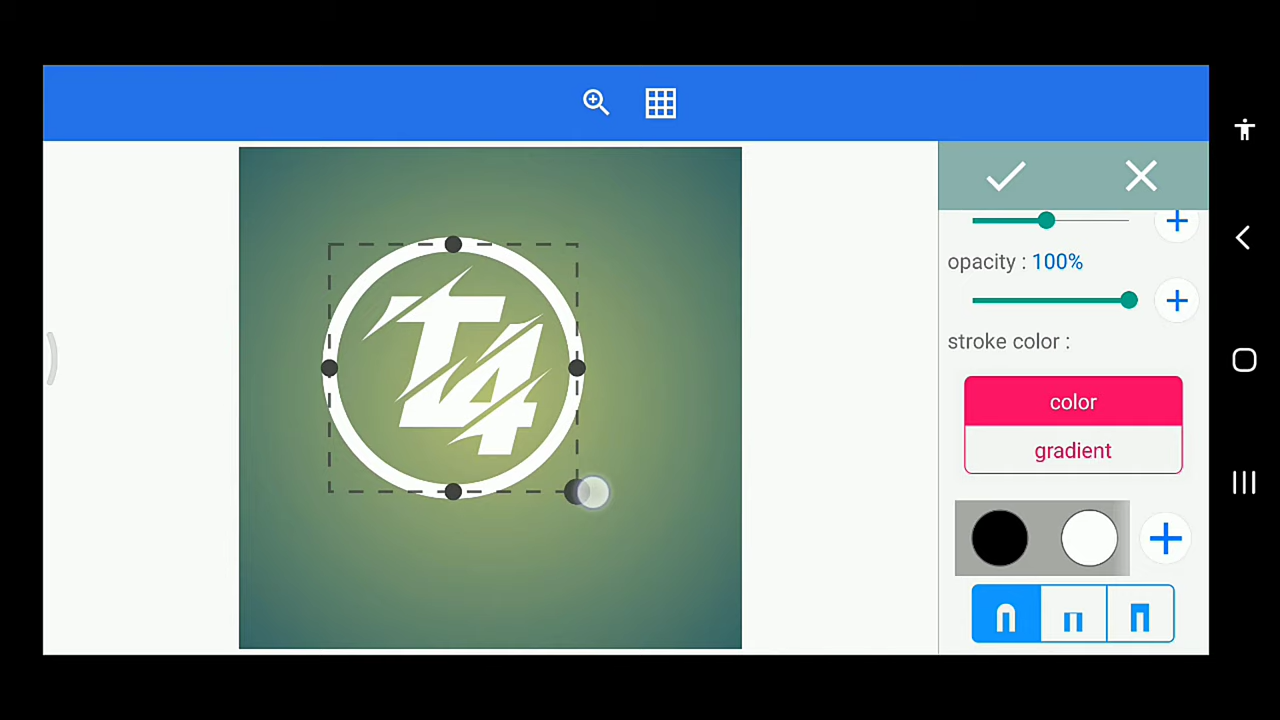 T4
opacity : 100%
stroke color :
color
gradient